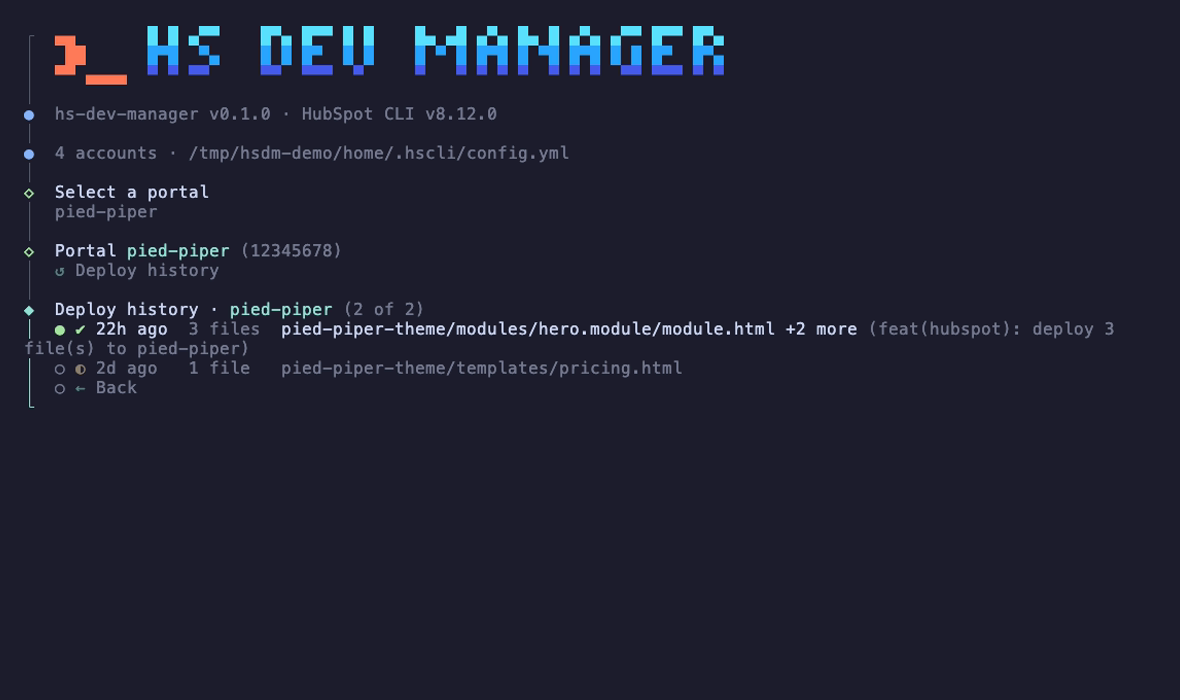 ❯_ HS DEV MANAGER
● hs-dev-manager v0.1.0 · HubSpot CLI v8.12.0
● 4 accounts · /tmp/hsdm-demo/home/.hscli/config.yml
◇ Select a portal
pied-piper
◇ Portal pied-piper (12345678)
↺ Deploy history
◆ Deploy history · pied-piper (2 of 2)
● ✔ 22h ago  3 files  pied-piper-theme/modules/hero.module/module.html +2 more (feat(hubspot): deploy 3
file(s) to pied-piper)
○ ◐ 2d ago   1 file   pied-piper-theme/templates/pricing.html
○ ← Back